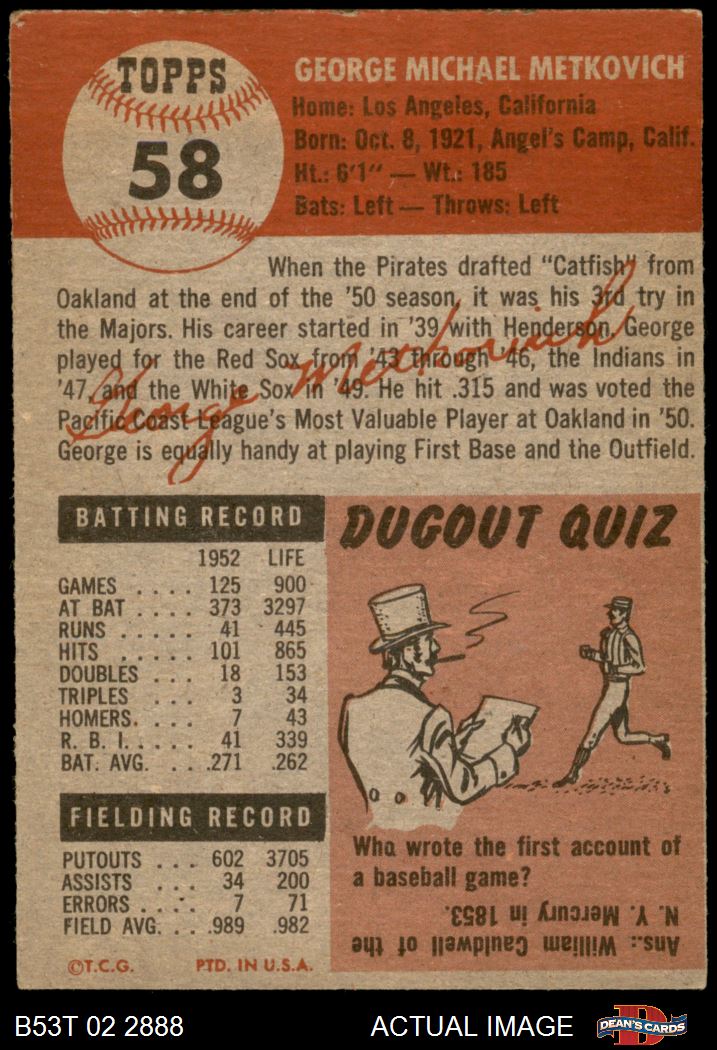 TOPPS
58
GEORGE MICHAEL METKOVICH
Home: Los Angeles, California
Born: Oct. 8, 1921, Angel's Camp, Calif.
Ht.: 6'1" — Wt.: 185
Bats: Left — Throws: Left
When the Pirates drafted "Catfish" from
Oakland at the end of the '50 season, it was his 3rd try in
the Majors. His career started in '39 with Henderson. George
played for the Red Sox from '43 through '46, the Indians in
'47 and the White Sox in '49. He hit .315 and was voted the
Pacific Coast League's Most Valuable Player at Oakland in '50.
George is equally handy at playing First Base and the Outfield.
George Metkovich
BATTING RECORD
1952 LIFE
GAMES .... 125 900
AT BAT .... 373 3297
RUNS ..... 41 445
HITS ..... 101 865
DOUBLES ... 18 153
TRIPLES ... 3 34
HOMERS. ... 7 43
R. B. I. .... 41 339
BAT. AVG. ... .271 .262
FIELDING RECORD
PUTOUTS ... 602 3705
ASSISTS ... 34 200
ERRORS .... 7 71
FIELD AVG. .. .989 .982
©T.C.G. PTD. IN U.S.A.
DUGOUT QUIZ
Who wrote the first account of
a baseball game?
Ans.: William Cauldwell of the
N. Y. Mercury in 1853.
B53T 02 2888
ACTUAL IMAGE
D
DEAN'S CARDS